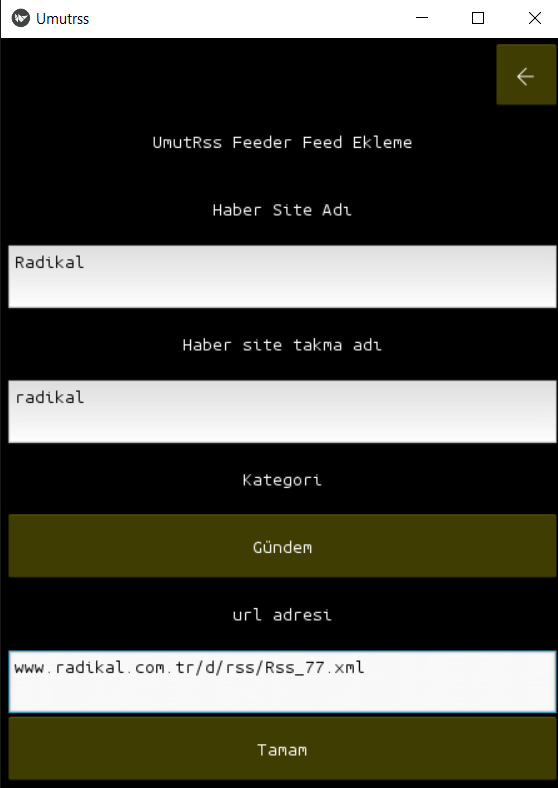 Umutrss
UmutRss Feeder Feed Ekleme
Haber Site Adı
Radikal
Haber site takma adı
radikal
Kategori
Gündem
url adresi
www.radikal.com.tr/d/rss/Rss_77.xml
Tamam